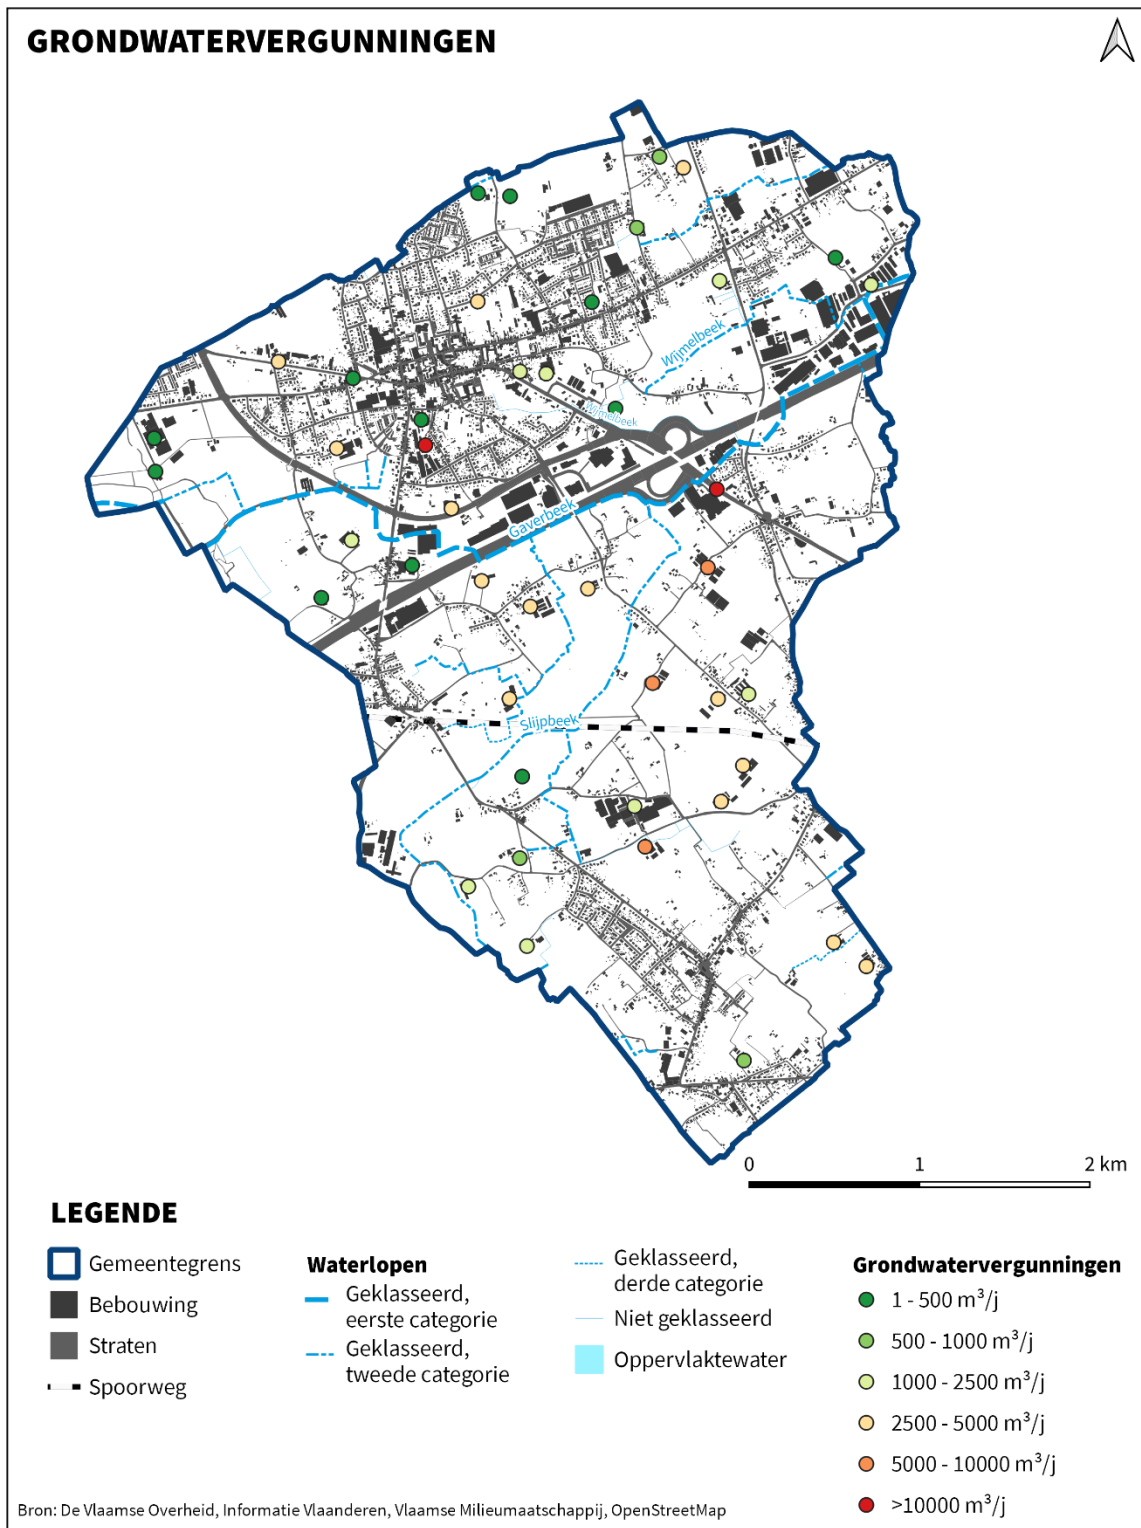 GRONDWATERVERGUNNINGEN
Wijmelbeek
Wijmelbeek
Gaverbeek
Slijpbeek
0 1 2 km
LEGENDE
Gemeentegrens
Bebouwing
Straten
Spoorweg
Waterlopen
Geklasseerd,
eerste categorie
Geklasseerd,
tweede categorie
Geklasseerd,
derde categorie
Niet geklasseerd
Oppervlaktewater
Grondwatervergunningen
1 - 500 m³/j
500 - 1000 m³/j
1000 - 2500 m³/j
2500 - 5000 m³/j
5000 - 10000 m³/j
>10000 m³/j
Bron: De Vlaamse Overheid, Informatie Vlaanderen, Vlaamse Milieumaatschappij, OpenStreetMap